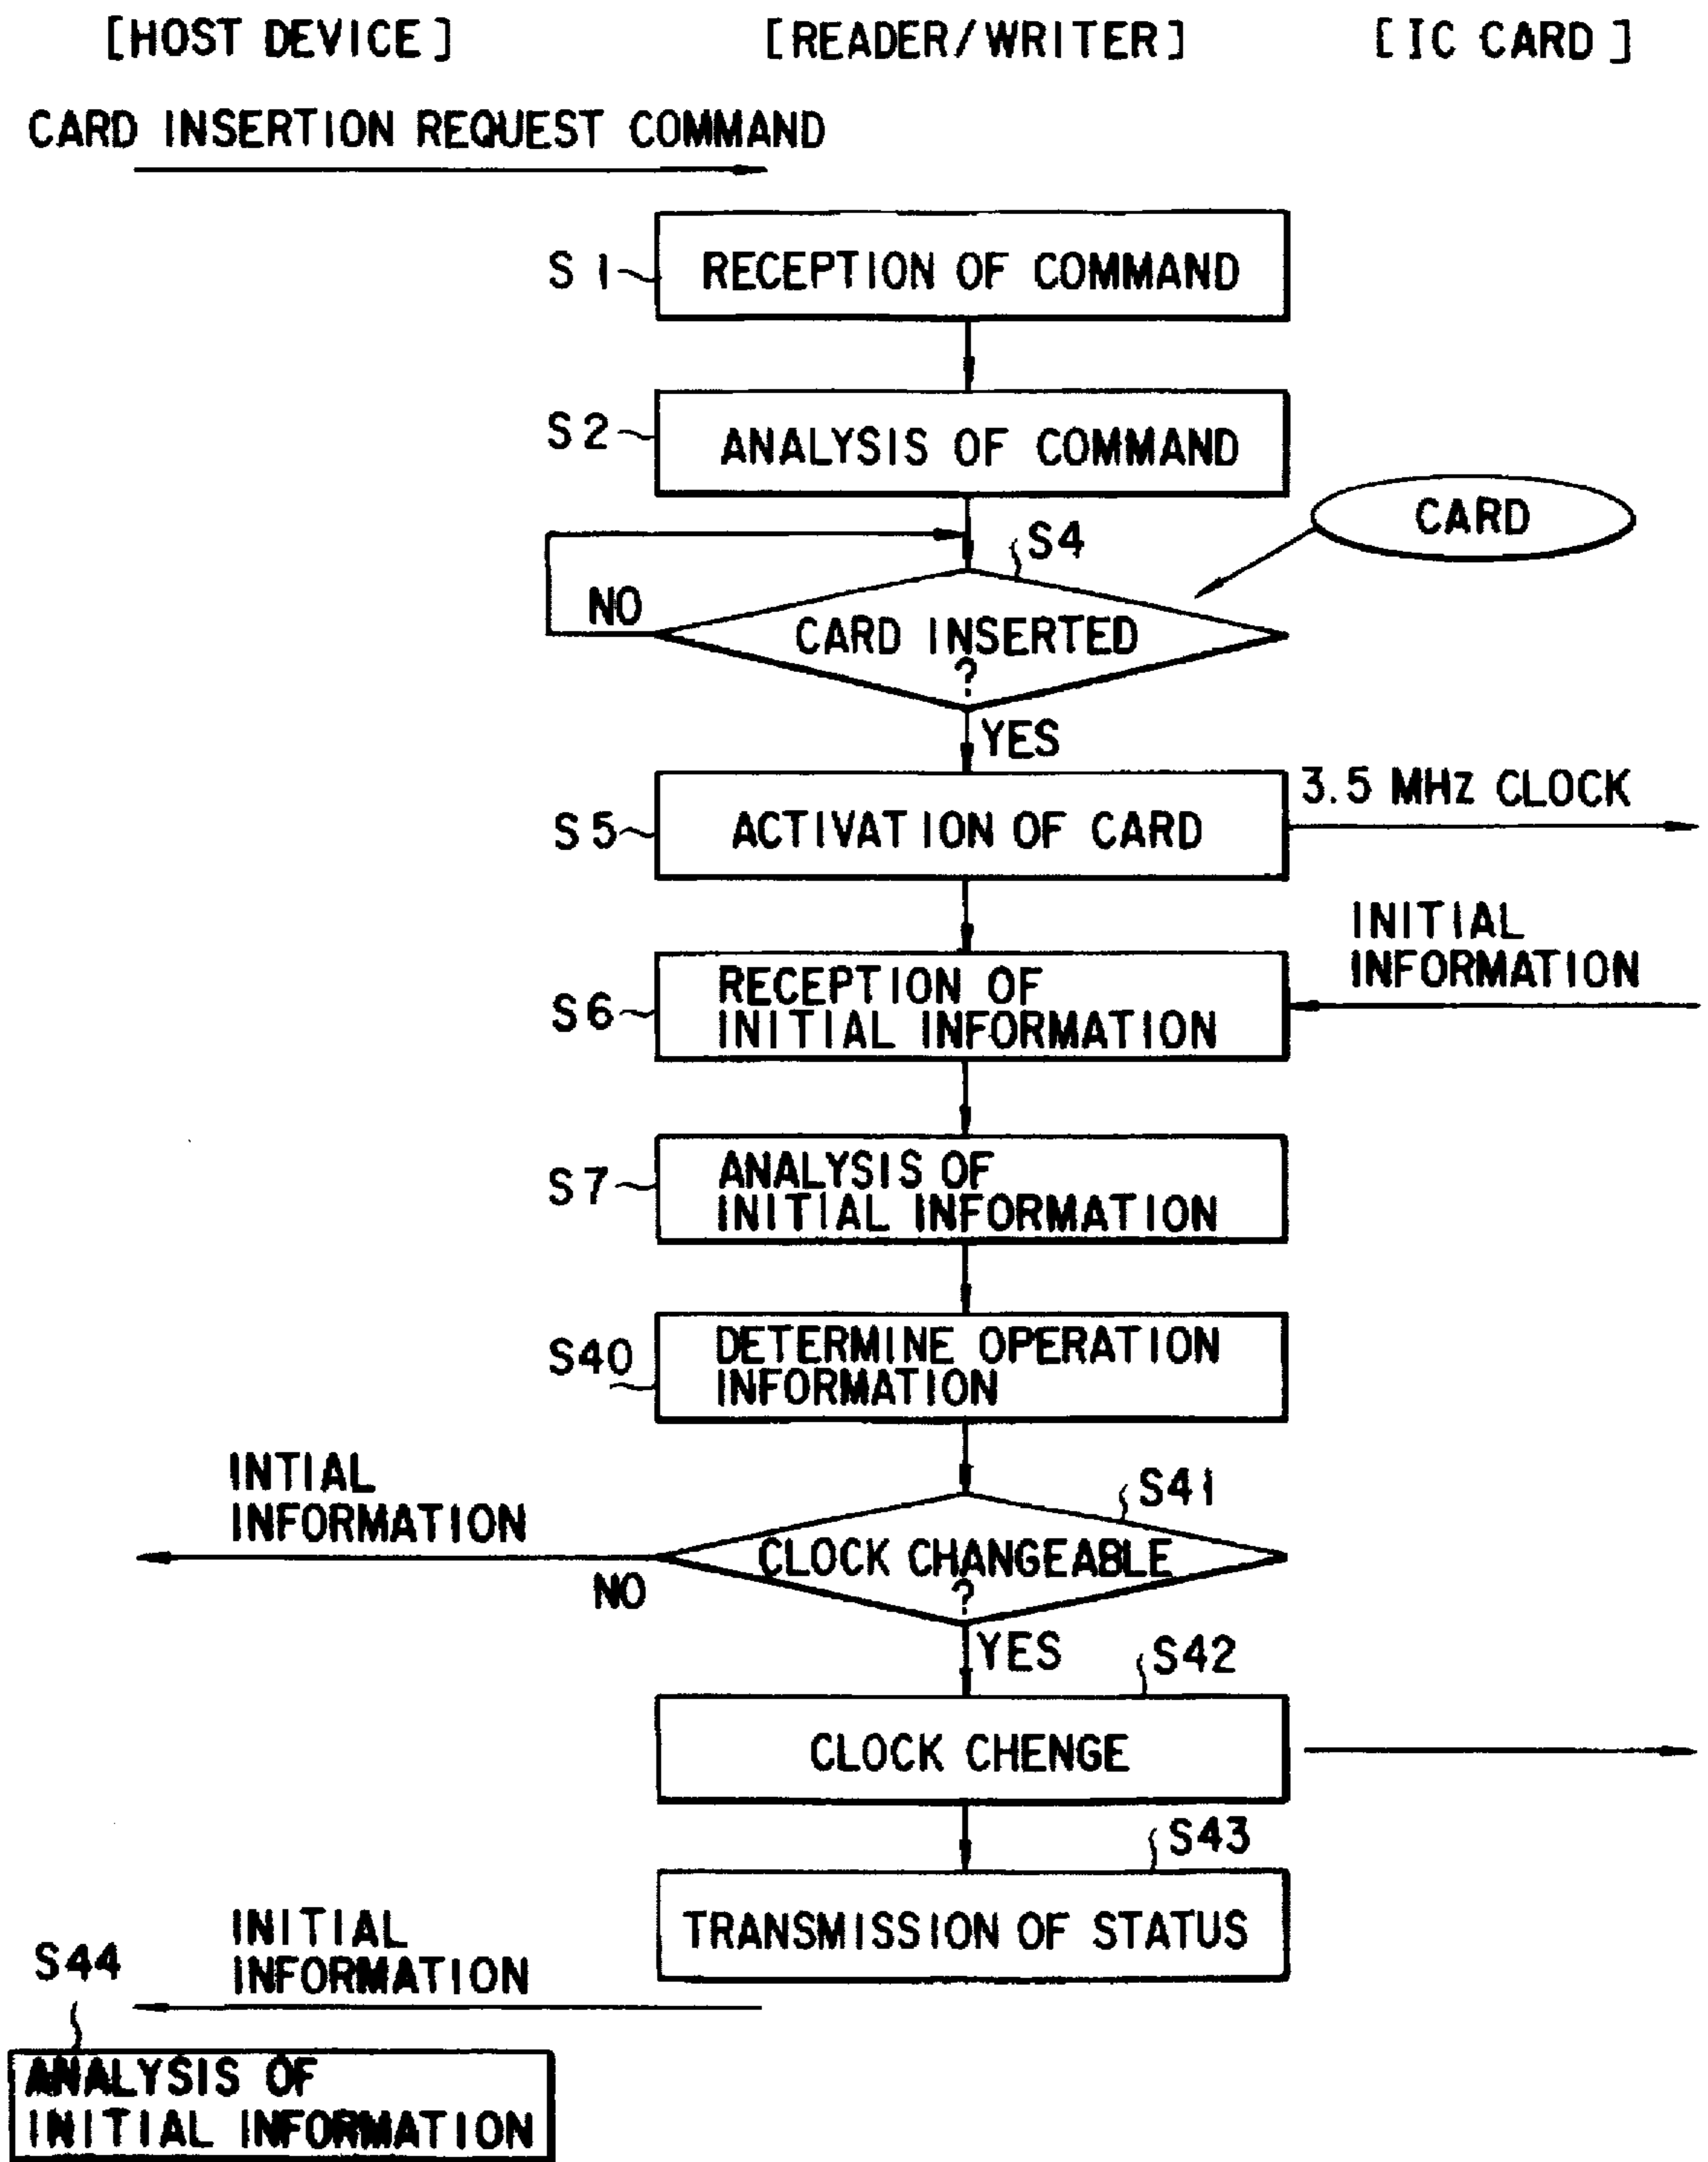 [HOST DEVICE] [READER/WRITER] [IC CARD]
CARD INSERTION REQUEST COMMAND
S1 RECEPTION OF COMMAND
S2 ANALYSIS OF COMMAND
CARD
S4
NO
CARD INSERTED
?
YES
S5 ACTIVATION OF CARD
3.5 MHz CLOCK
INITIAL
INFORMATION
S6 RECEPTION OF
INITIAL INFORMATION
S7 ANALYSIS OF
INITIAL INFORMATION
S40 DETERMINE OPERATION
INFORMATION
INTIAL
INFORMATION
S41
CLOCK CHANGEABLE
?
NO
YES
S42
CLOCK CHENGE
S43
TRANSMISSION OF STATUS
INITIAL
INFORMATION
S44
ANALYSIS OF
INITIAL INFORMATION